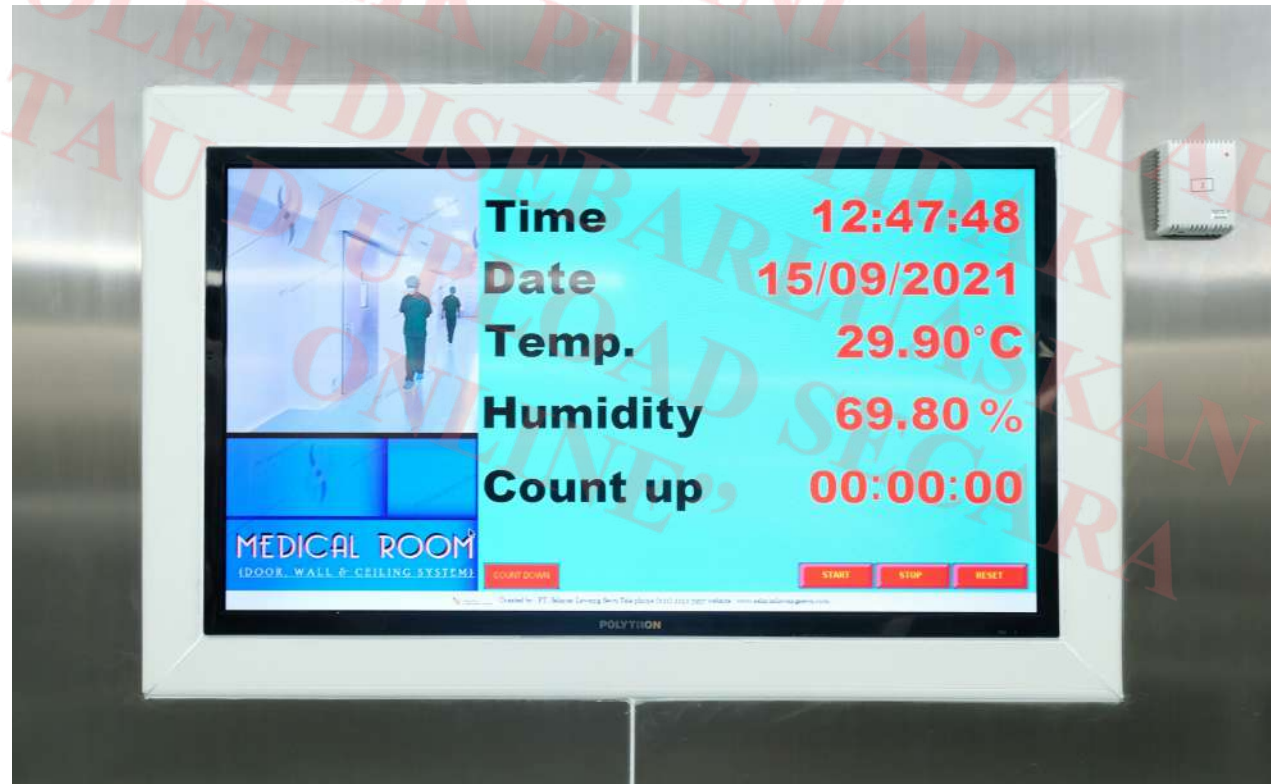 OLEH PTPI, TIDAK
INI ADALAH
TAU DIUPLOAD SECARA
DISEBARLUASKAN
ONLINE”
Time 12:47:48
Date 15/09/2021
Temp. 29.90°C
Humidity 69.80 %
Count up 00:00:00
MEDICAL ROOM
(DOOR, WALL & CEILING SYSTEM)
COUNT DOWN START STOP RESET
POLYTRON